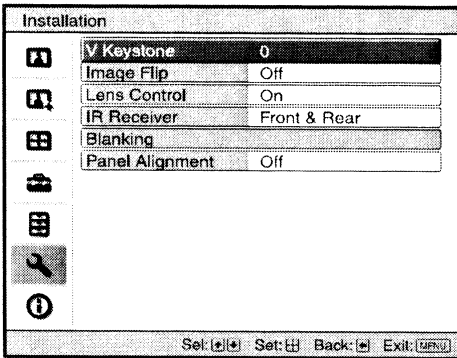 Installation
V Keystone 0
Image Flip Off
Lens Control On
IR Receiver Front & Rear
Blanking
Panel Alignment Off
Sel: Set: Back: Exit: MENU